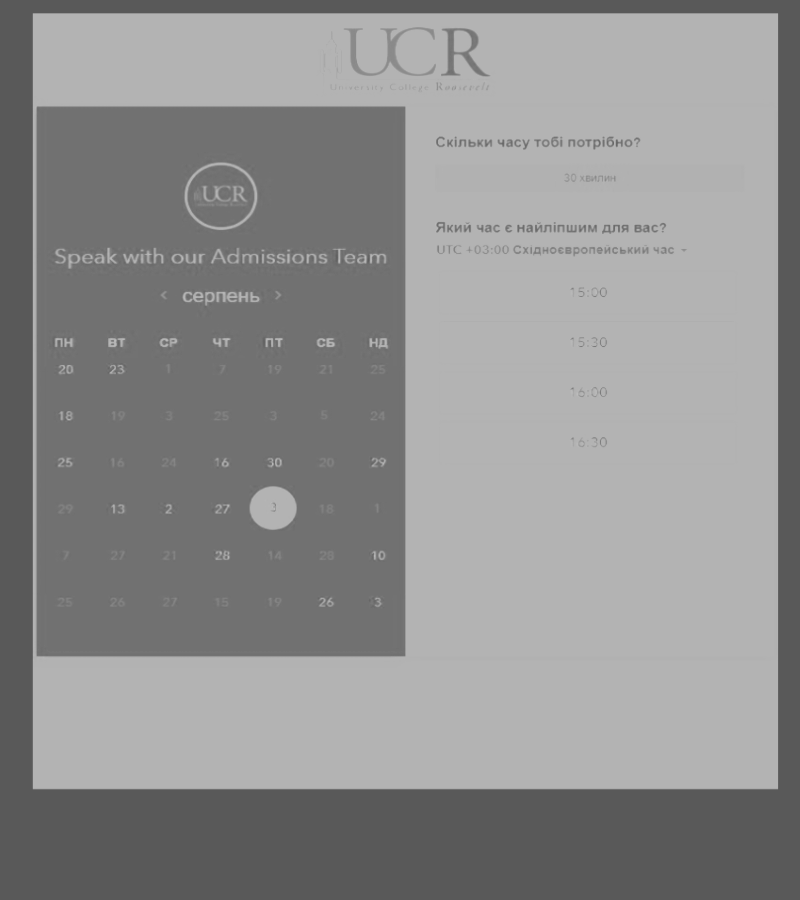 UCR
University College Roosevelt
UCR
Speak with our Admissions Team
< серпень >
ПН ВТ СР ЧТ ПТ СБ НД
20 23 1 7 19 21 25
18 19 3 25 3 5 24
25 16 24 16 30 20 29
29 13 2 27 3 18 1
7 27 21 28 14 28 10
25 26 27 15 19 26 3
Скільки часу тобі потрібно?
30 хвилин
Який час є найліпшим для вас?
UTC +03:00 Східноєвропейський час
15:00
15:30
16:00
16:30